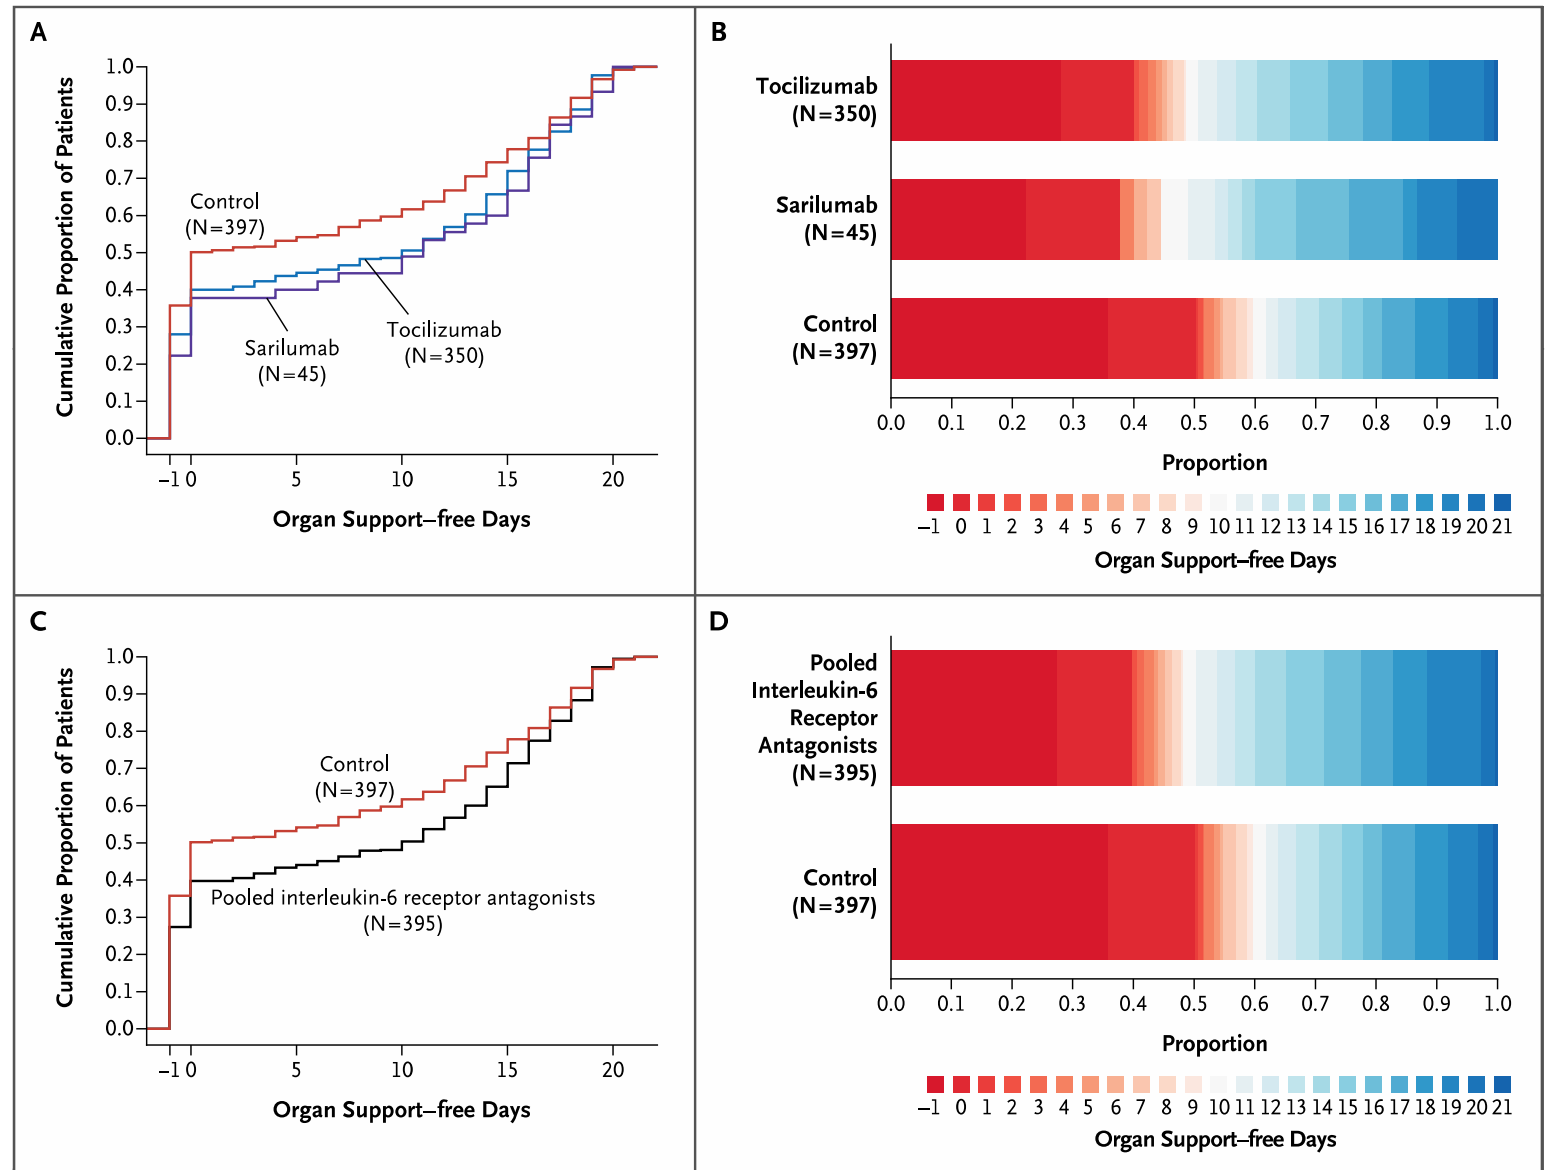 A
1.0
0.9
0.8
0.7
0.6
0.5
0.4
0.3
0.2
0.1
0.0
Cumulative Proportion of Patients
Control
(N=397)
Sarilumab
(N=45)
Tocilizumab
(N=350)
−1 0 5 10 15 20
Organ Support–free Days
B
Tocilizumab
(N=350)
Sarilumab
(N=45)
Control
(N=397)
0.0 0.1 0.2 0.3 0.4 0.5 0.6 0.7 0.8 0.9 1.0
Proportion
−1 0 1 2 3 4 5 6 7 8 9 10 11 12 13 14 15 16 17 18 19 20 21
Organ Support–free Days
C
1.0
0.9
0.8
0.7
0.6
0.5
0.4
0.3
0.2
0.1
0.0
Cumulative Proportion of Patients
Control
(N=397)
Pooled interleukin-6 receptor antagonists
(N=395)
−1 0 5 10 15 20
Organ Support–free Days
D
Pooled
Interleukin-6
Receptor
Antagonists
(N=395)
Control
(N=397)
0.0 0.1 0.2 0.3 0.4 0.5 0.6 0.7 0.8 0.9 1.0
Proportion
−1 0 1 2 3 4 5 6 7 8 9 10 11 12 13 14 15 16 17 18 19 20 21
Organ Support–free Days